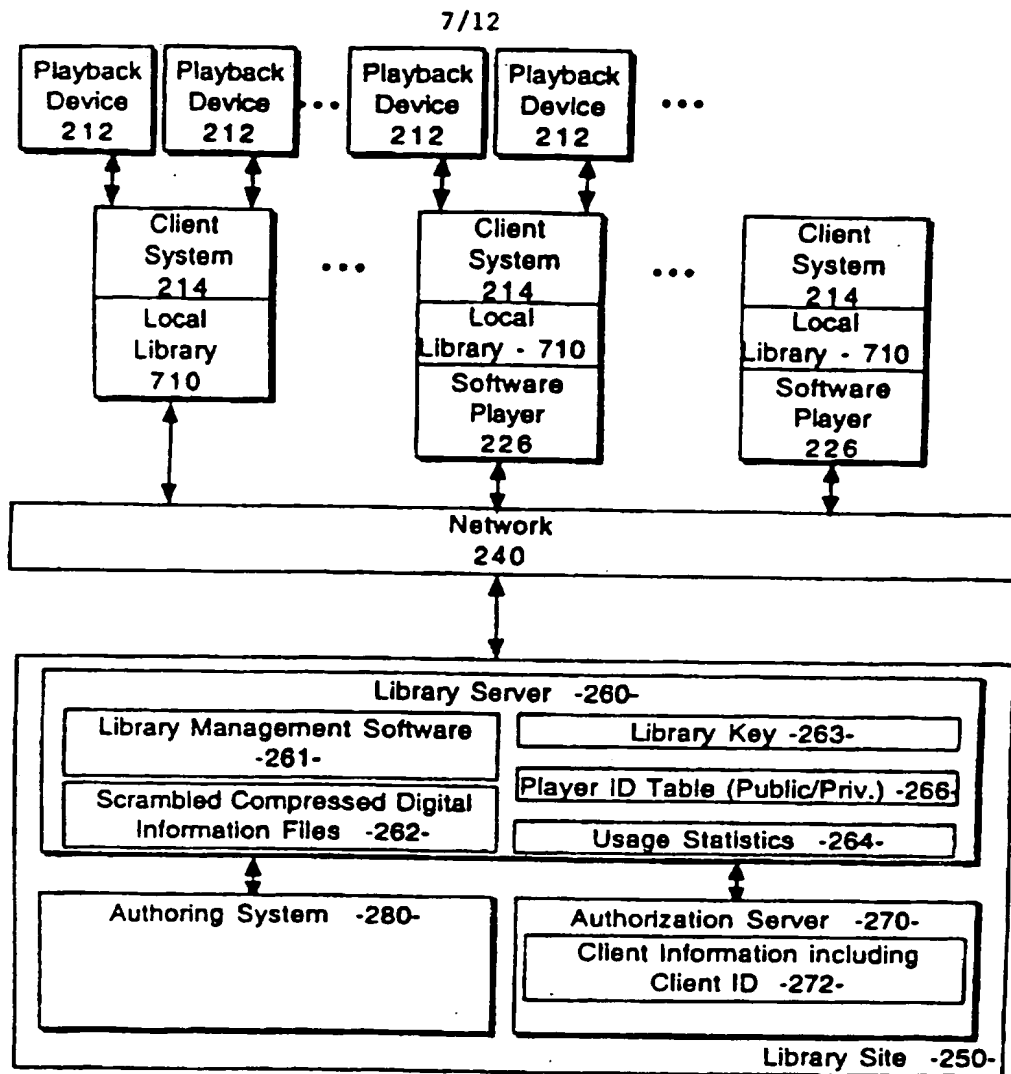 7/12
Playback
Device
212
Playback
Device
212
Playback
Device
212
Playback
Device
212
Client
System
214
Local
Library
710
Client
System
214
Local
Library - 710
Software
Player
226
Client
System
214
Local
Library - 710
Software
Player
226
Network
240
Library Server -260-
Library Management Software
-261-
Scrambled Compressed Digital
Information Files -262-
Library Key -263-
Player ID Table (Public/Priv.) -266-
Usage Statistics -264-
Authoring System -280-
Authorization Server -270-
Client Information including
Client ID -272-
Library Site -250-